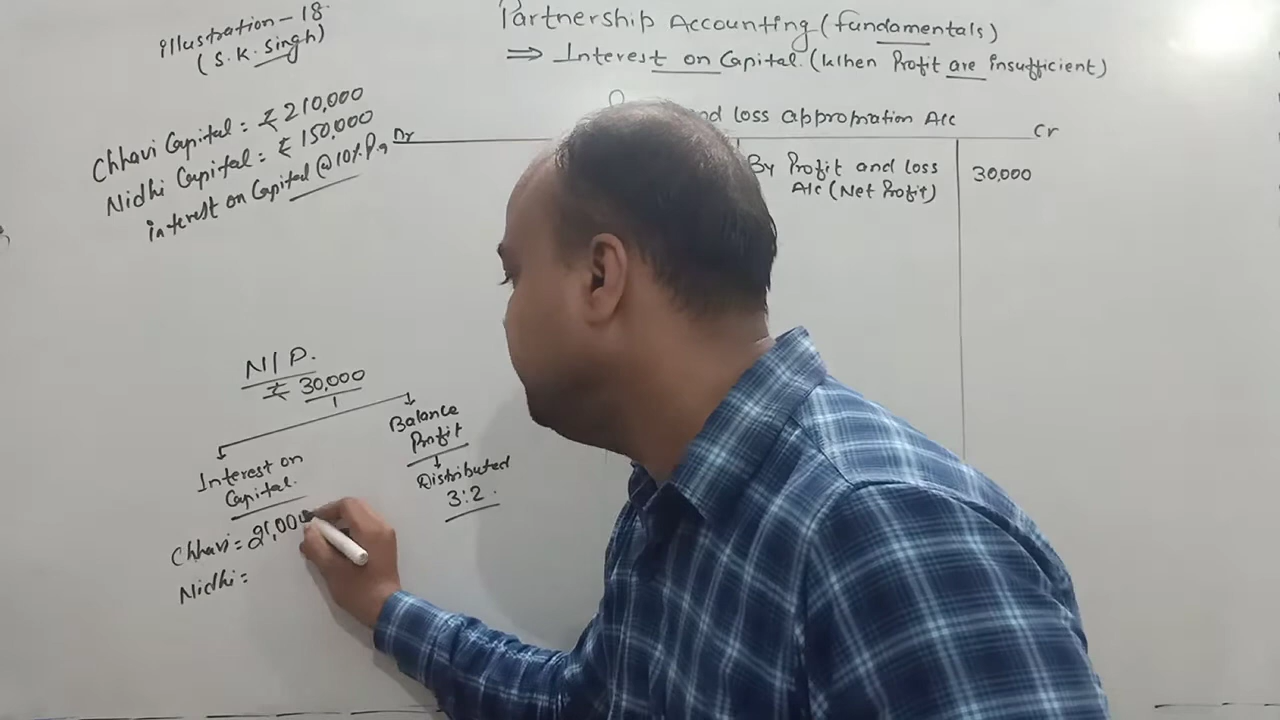 illustration-18
(S.K. Singh)
Partnership Accounting (fundamentals)
⇒ Interest on Capital. (When Profit are insufficient)
Chhavi Capital = ₹ 210,000
Nidhi Capital = ₹ 150,000
interest on Capital @ 10% P.a
nd loss appropriation A/c
Dr
Cr
By Profit and loss
A/c (Net Profit)
30,000
N/P.
₹ 30,000
Interest on
Capital.
Balance
Profit
Distributed
3:2.
Chhavi = 21,000
Nidhi =